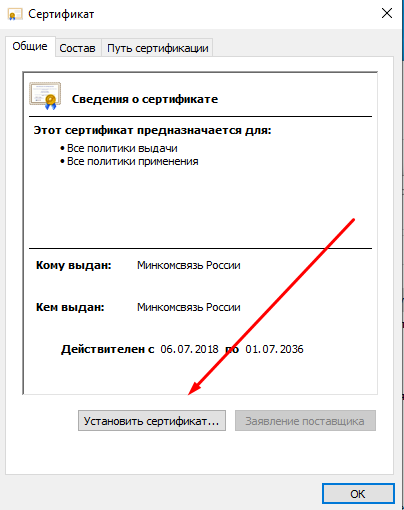 Сертификат
Общие Состав Путь сертификации
Сведения о сертификате
Этот сертификат предназначается для:
• Все политики выдачи
• Все политики применения
Кому выдан: Минкомсвязь России
Кем выдан: Минкомсвязь России
Действителен с 06.07.2018 по 01.07.2036
Установить сертификат... Заявление поставщика
ОК